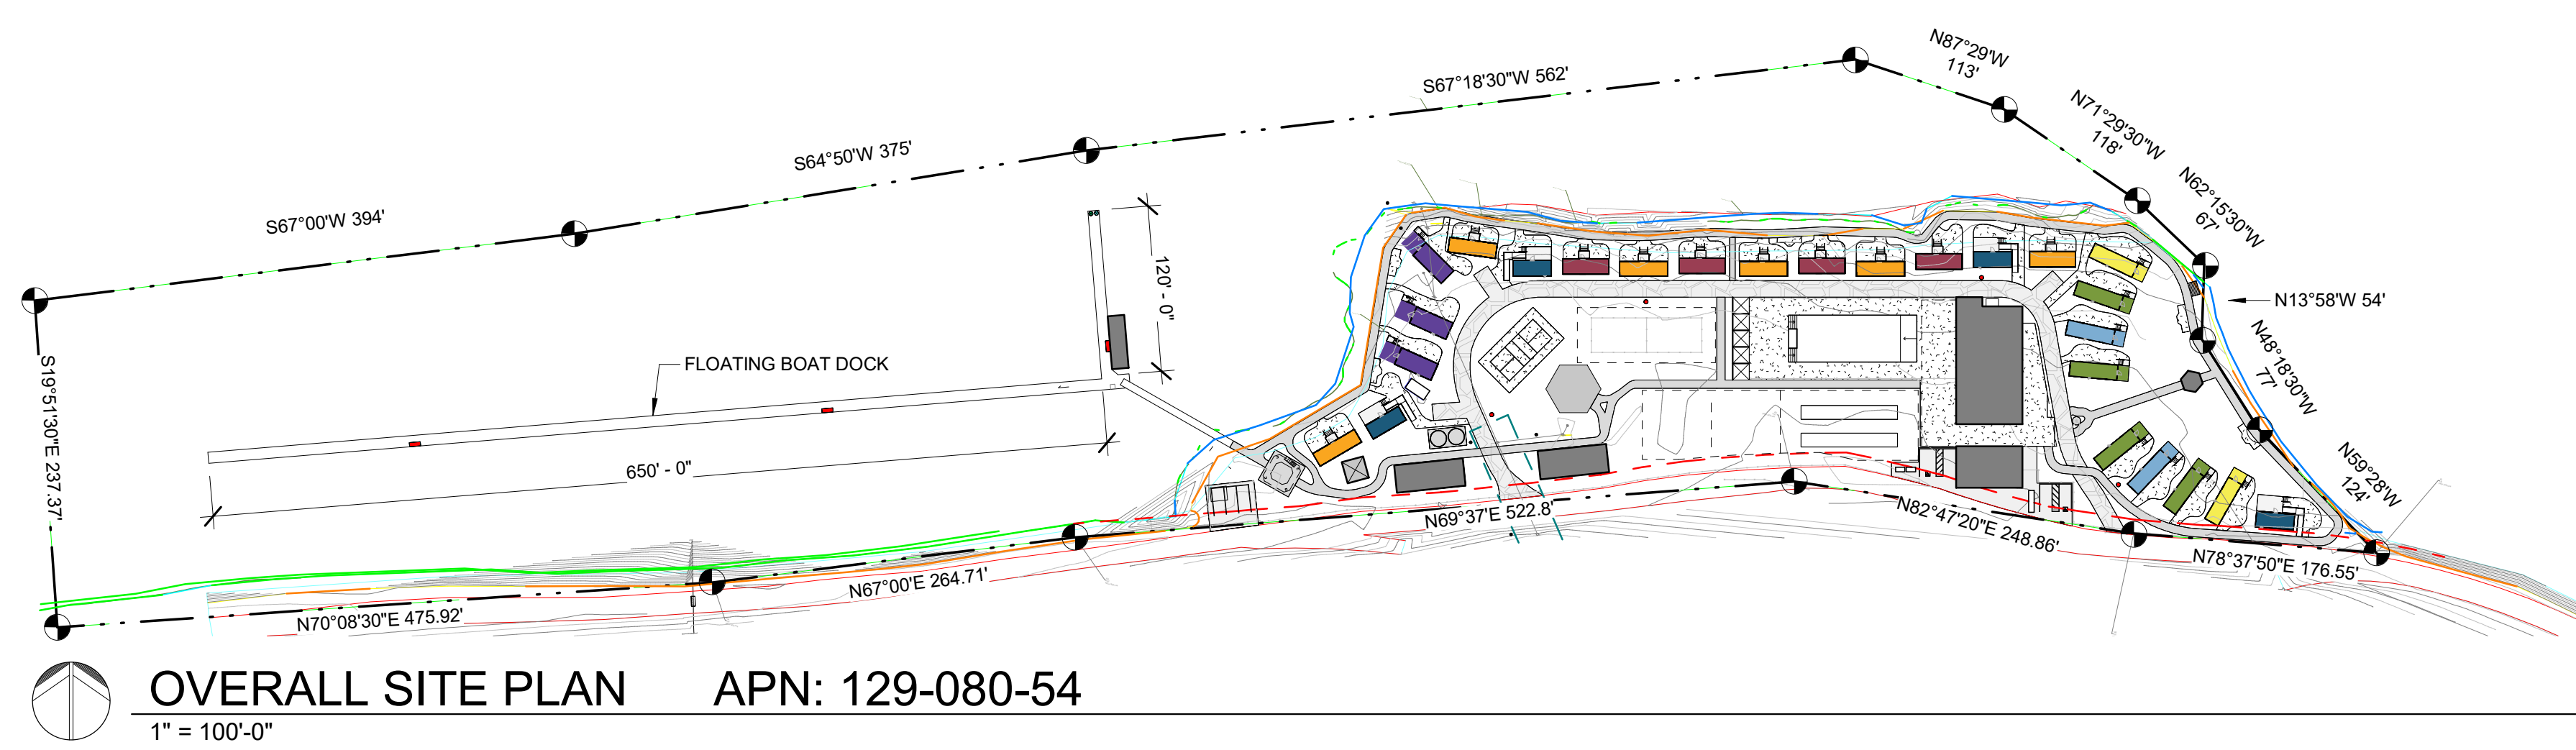 N87°29'W
113'
S67°18'30"W 562'
N71°29'30"W
118'
S64°50'W 375'
N62°15'30"W
67'
S67°00'W 394'
120' - 0"
N13°58'W 54'
FLOATING BOAT DOCK
N48°18'30"W
77'
S19°51'30"E 237.37'
650' - 0"
N59°28'W
124'
N69°37'E 522.8'
N82°47'20"E 248.86'
N78°37'50"E 176.55'
N67°00'E 264.71'
N70°08'30"E 475.92'
OVERALL SITE PLAN APN: 129-080-54
1" = 100'-0"